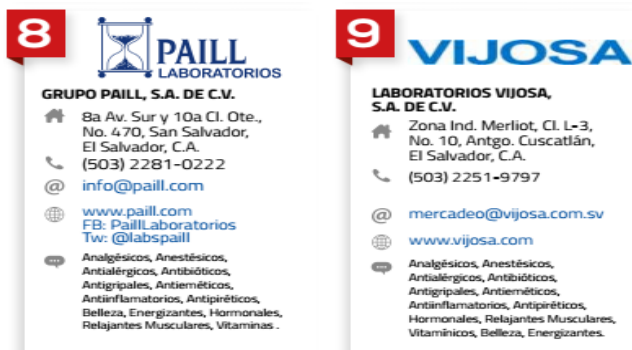 8
PAILL
LABORATORIOS
GRUPO PAILL, S.A. DE C.V.
8a Av. Sur y 10a Cl. Ote.,
No. 470, San Salvador,
El Salvador, C.A.
(503) 2281-0222
@ info@paill.com
www.paill.com
FB: PaillLaboratorios
Tw: @labspaill
Analgésicos, Anestésicos,
Antialérgicos, Antibióticos,
Antigripales, Antieméticos,
Antiinflamatorios, Antipiréticos,
Belleza, Energizantes, Hormonales,
Relajantes Musculares, Vitaminas .
9
VIJOSA
LABORATORIOS VIJOSA,
S.A. DE C.V.
Zona Ind. Merliot, Cl. L-3,
No. 10, Antgo. Cuscatlán,
El Salvador, C.A.
(503) 2251-9797
@ mercadeo@vijosa.com.sv
www.vijosa.com
Analgésicos, Anestésicos,
Antialérgicos, Antibióticos,
Antigripales, Antieméticos,
Antiinflamatorios, Antipiréticos,
Hormonales, Relajantes Musculares,
Vitamínicos, Belleza, Energizantes.